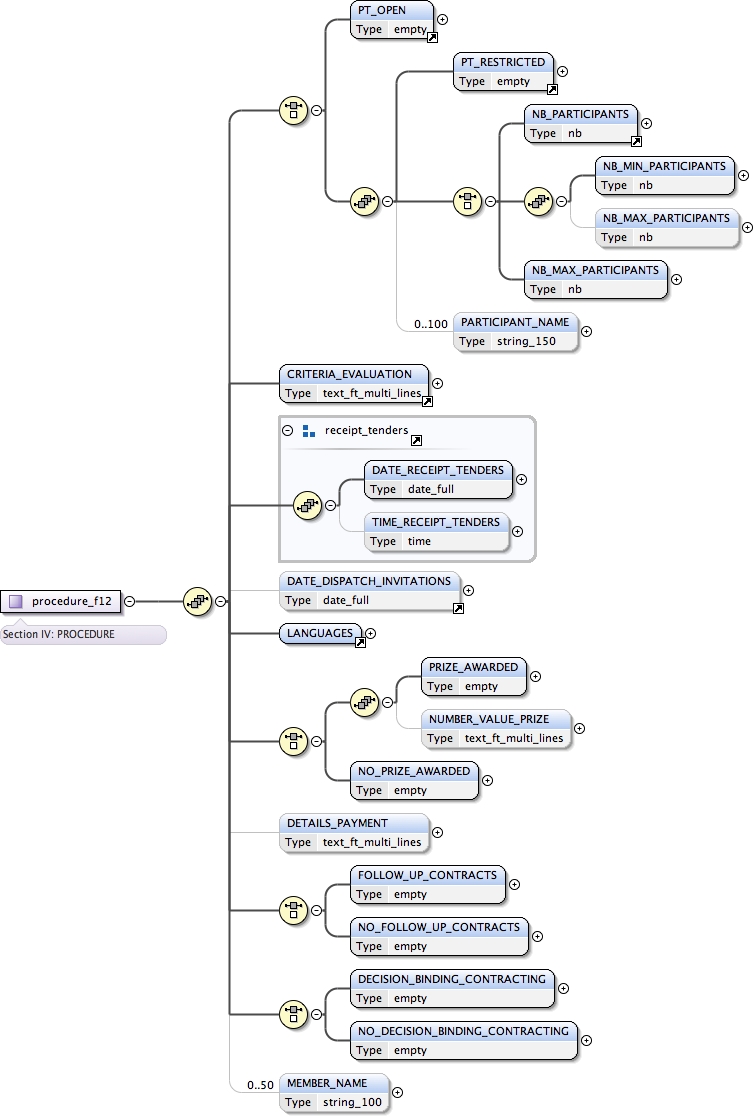 PT_OPEN
Type empty
PT_RESTRICTED
Type empty
NB_PARTICIPANTS
Type nb
NB_MIN_PARTICIPANTS
Type nb
NB_MAX_PARTICIPANTS
Type nb
NB_MAX_PARTICIPANTS
Type nb
0..100
PARTICIPANT_NAME
Type string_150
CRITERIA_EVALUATION
Type text_ft_multi_lines
receipt_tenders
DATE_RECEIPT_TENDERS
Type date_full
TIME_RECEIPT_TENDERS
Type time
DATE_DISPATCH_INVITATIONS
Type date_full
procedure_f12
Section IV: PROCEDURE
LANGUAGES
PRIZE_AWARDED
Type empty
NUMBER_VALUE_PRIZE
Type text_ft_multi_lines
NO_PRIZE_AWARDED
Type empty
DETAILS_PAYMENT
Type text_ft_multi_lines
FOLLOW_UP_CONTRACTS
Type empty
NO_FOLLOW_UP_CONTRACTS
Type empty
DECISION_BINDING_CONTRACTING
Type empty
NO_DECISION_BINDING_CONTRACTING
Type empty
0..50
MEMBER_NAME
Type string_100